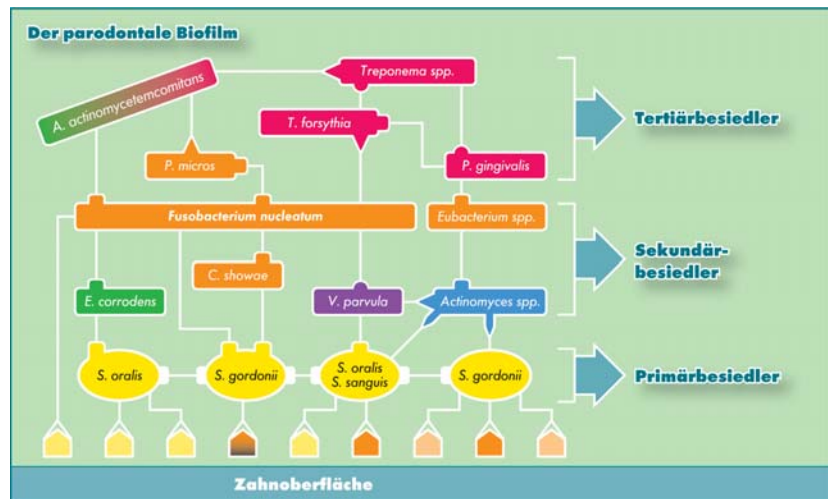 Der parodontale Biofilm
A. actinomycetemcomitans
Treponema spp.
T. forsythia
P. micros
P. gingivalis
Tertiärbesiedler
Fusobacterium nucleatum
Eubacterium spp.
C. showae
Sekundär-
besiedler
E. corrodens
V. parvula
Actinomyces spp.
S. oralis
S. gordonii
S. oralis
S. sanguis
S. gordonii
Primärbesiedler
Zahnoberfläche